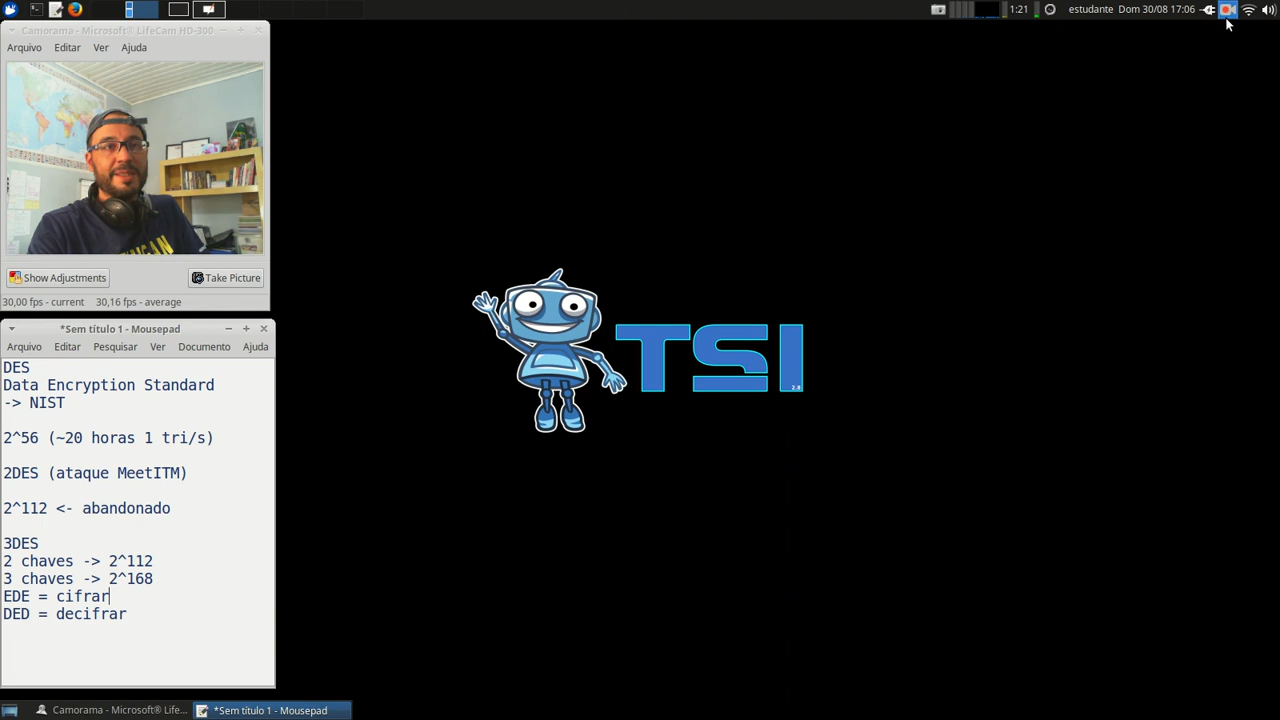 1:21
estudante Dom 30/08 17:06
Camorama - Microsoft® LifeCam HD-300
Arquivo Editar Ver Ajuda
Show Adjustments
Take Picture
30,00 fps - current 30,16 fps - average
*Sem título 1 - Mousepad
Arquivo Editar Pesquisar Ver Documento Ajuda
DES
Data Encryption Standard
-> NIST
2^56 (~20 horas 1 tri/s)
2DES (ataque MeetITM)
2^112 <- abandonado
3DES
2 chaves -> 2^112
3 chaves -> 2^168
EDE = cifrar
DED = decifrar
TSI
Camorama - Microsoft® Life...
*Sem título 1 - Mousepad